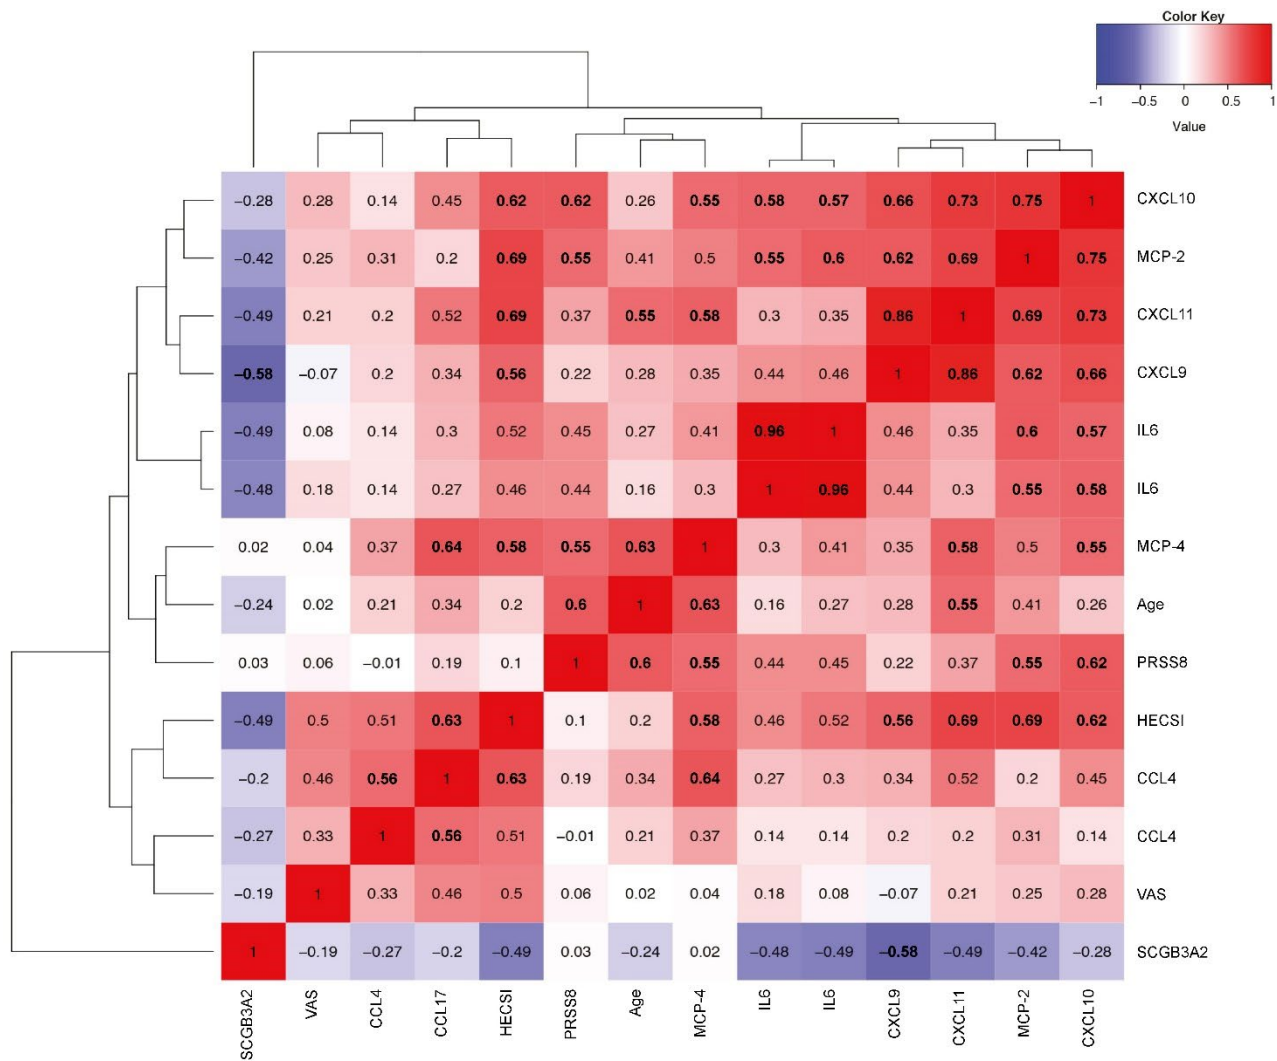 Color Key
−1 −0.5 0 0.5 1
Value
−0.28 0.28 0.14 0.45 0.62 0.62 0.26 0.55 0.58 0.57 0.66 0.73 0.75 1 CXCL10
−0.42 0.25 0.31 0.2 0.69 0.55 0.41 0.5 0.55 0.6 0.62 0.69 1 0.75 MCP-2
−0.49 0.21 0.2 0.52 0.69 0.37 0.55 0.58 0.3 0.35 0.86 1 0.69 0.73 CXCL11
−0.58 −0.07 0.2 0.34 0.56 0.22 0.28 0.35 0.44 0.46 1 0.86 0.62 0.66 CXCL9
−0.49 0.08 0.14 0.3 0.52 0.45 0.27 0.41 0.96 1 0.46 0.35 0.6 0.57 IL6
−0.48 0.18 0.14 0.27 0.46 0.44 0.16 0.3 1 0.96 0.44 0.3 0.55 0.58 IL6
0.02 0.04 0.37 0.64 0.58 0.55 0.63 1 0.3 0.41 0.35 0.58 0.5 0.55 MCP-4
−0.24 0.02 0.21 0.34 0.2 0.6 1 0.63 0.16 0.27 0.28 0.55 0.41 0.26 Age
0.03 0.06 −0.01 0.19 0.1 1 0.6 0.55 0.44 0.45 0.22 0.37 0.55 0.62 PRSS8
−0.49 0.5 0.51 0.63 1 0.1 0.2 0.58 0.46 0.52 0.56 0.69 0.69 0.62 HECSI
−0.2 0.46 0.56 1 0.63 0.19 0.34 0.64 0.27 0.3 0.34 0.52 0.2 0.45 CCL4
−0.27 0.33 1 0.56 0.51 −0.01 0.21 0.37 0.14 0.14 0.2 0.2 0.31 0.14 CCL4
−0.19 1 0.33 0.46 0.5 0.06 0.02 0.04 0.18 0.08 −0.07 0.21 0.25 0.28 VAS
1 −0.19 −0.27 −0.2 −0.49 0.03 −0.24 0.02 −0.48 −0.49 −0.58 −0.49 −0.42 −0.28 SCGB3A2
SCGB3A2 VAS CCL4 CCL17 HECSI PRSS8 Age MCP-4 IL6 IL6 CXCL9 CXCL11 MCP-2 CXCL10